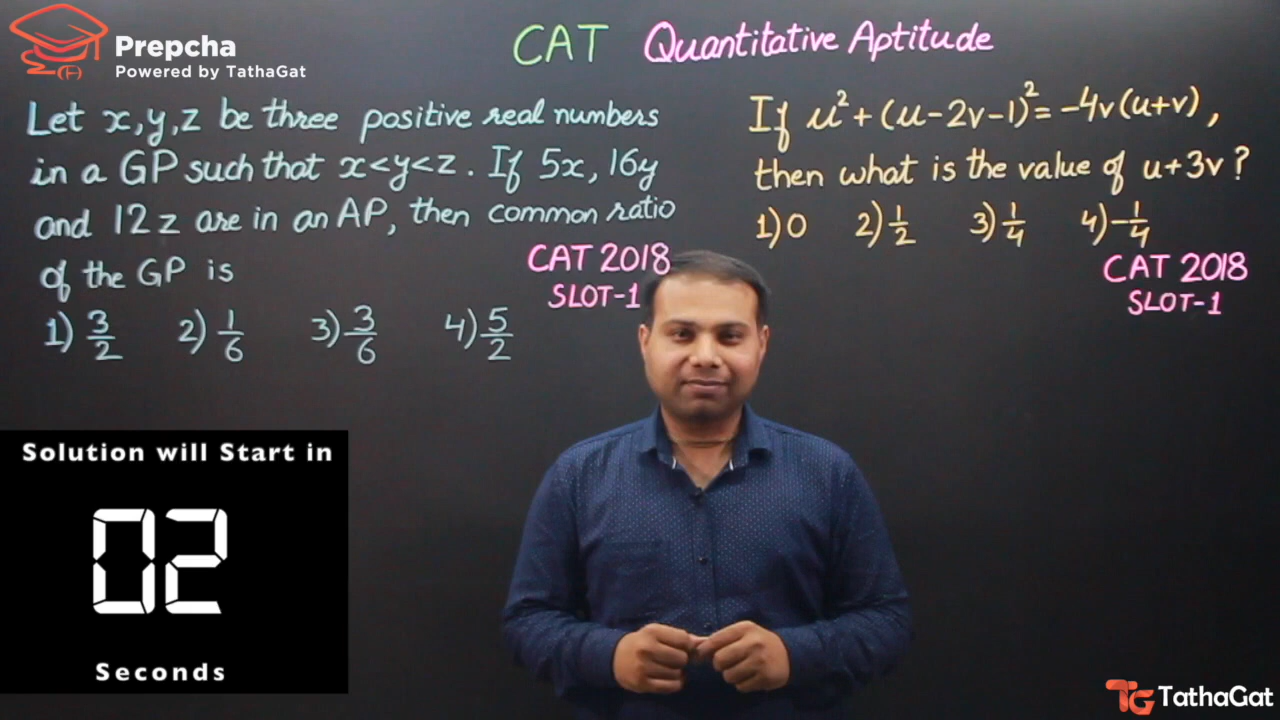 Prepcha
Powered by TathaGat
CAT Quantitative Aptitude
Let x, y, z be three positive real numbers
in a GP such that x<y<z. If 5x, 16y
and 12z are in an AP, then common ratio
of the GP is
CAT 2018
SLOT-1
1) 3/2 2) 1/6 3) 3/6 4) 5/2
If u² + (u-2v-1)² = -4v(u+v),
then what is the value of u+3v?
1) 0 2) 1/2 3) 1/4 4) -1/4
CAT 2018
SLOT-1
Solution will Start in
02
Seconds
TG TathaGat